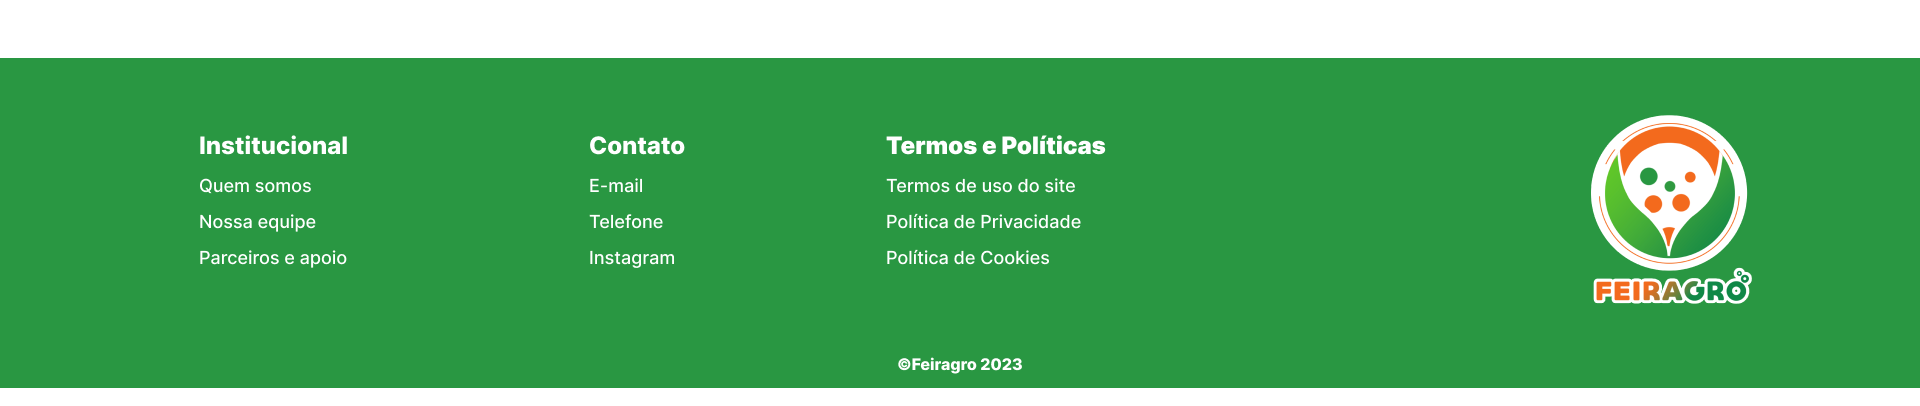 Institucional
Quem somos
Nossa equipe
Parceiros e apoio
Contato
E-mail
Telefone
Instagram
Termos e Políticas
Termos de uso do site
Política de Privacidade
Política de Cookies
FEIRAGRO
©Feiragro 2023